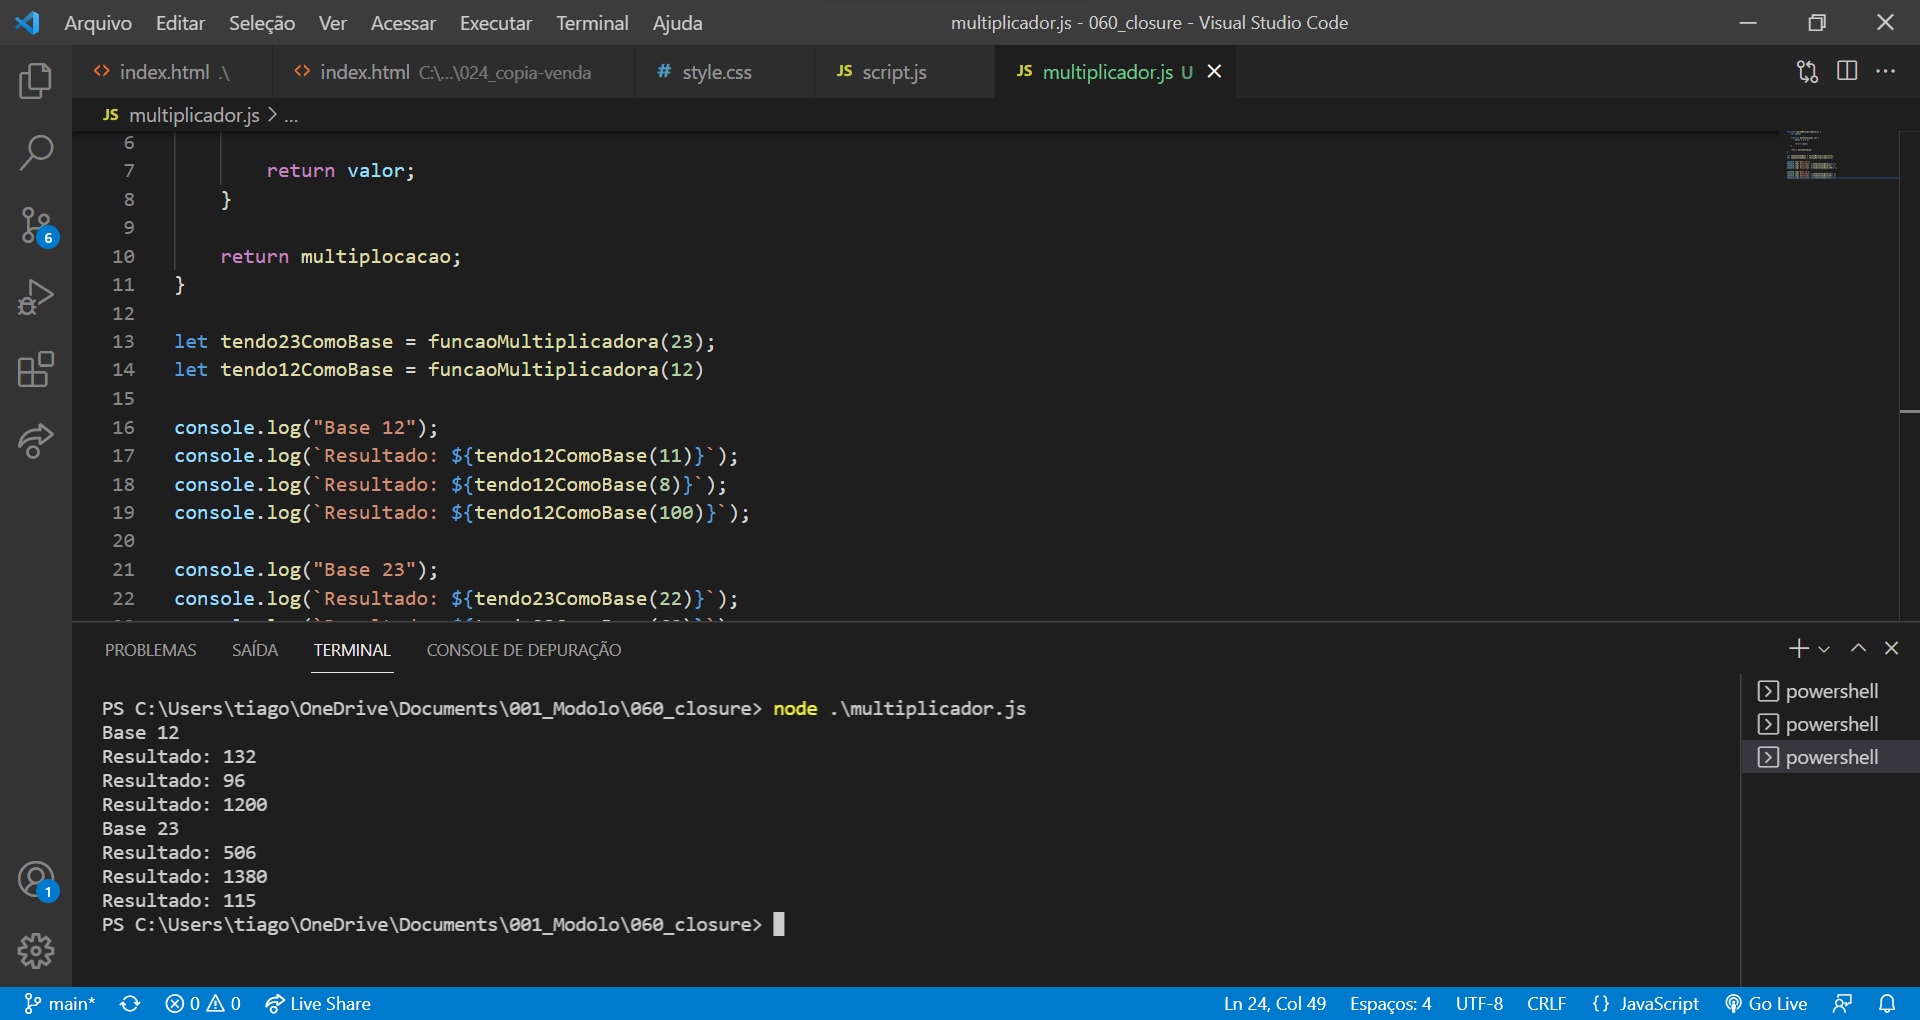 Arquivo Editar Seleção Ver Acessar Executar Terminal Ajuda multiplicador.js - 060_closure - Visual Studio Code
index.html .\ index.html C:\...\024_copia-venda # style.css JS script.js JS multiplicador.js U
JS multiplicador.js > ...
6
7 return valor;
8 }
9
10 return multiplocacao;
11 }
12
13 let tendo23ComoBase = funcaoMultiplicadora(23);
14 let tendo12ComoBase = funcaoMultiplicadora(12)
15
16 console.log("Base 12");
17 console.log(`Resultado: ${tendo12ComoBase(11)}`);
18 console.log(`Resultado: ${tendo12ComoBase(8)}`);
19 console.log(`Resultado: ${tendo12ComoBase(100)}`);
20
21 console.log("Base 23");
22 console.log(`Resultado: ${tendo23ComoBase(22)}`);
6
PROBLEMAS SAÍDA TERMINAL CONSOLE DE DEPURAÇÃO
PS C:\Users\tiago\OneDrive\Documents\001_Modolo\060_closure> node .\multiplicador.js
Base 12
Resultado: 132
Resultado: 96
Resultado: 1200
Base 23
Resultado: 506
Resultado: 1380
Resultado: 115
PS C:\Users\tiago\OneDrive\Documents\001_Modolo\060_closure>
powershell
powershell
powershell
1
main* 0 0 Live Share Ln 24, Col 49 Espaços: 4 UTF-8 CRLF {} JavaScript Go Live